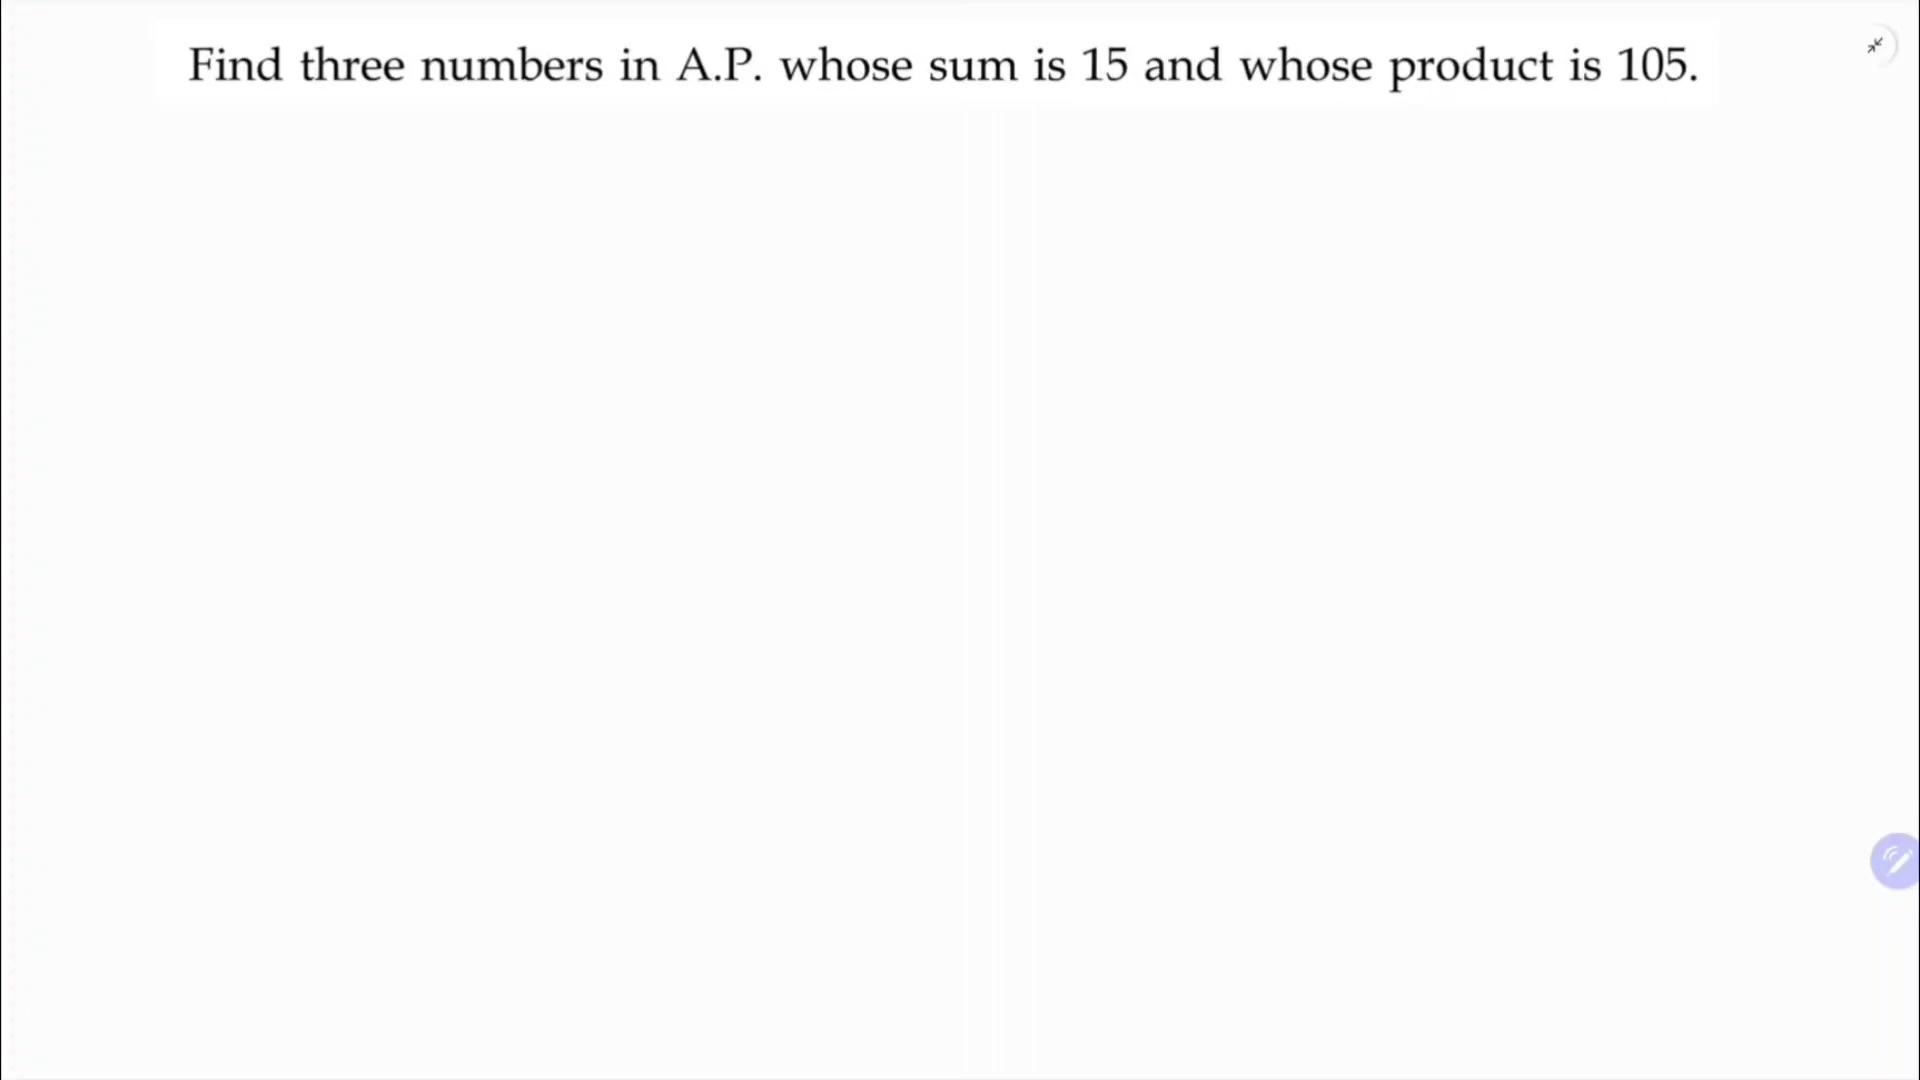 Find three numbers in A.P. whose sum is 15 and whose product is 105.